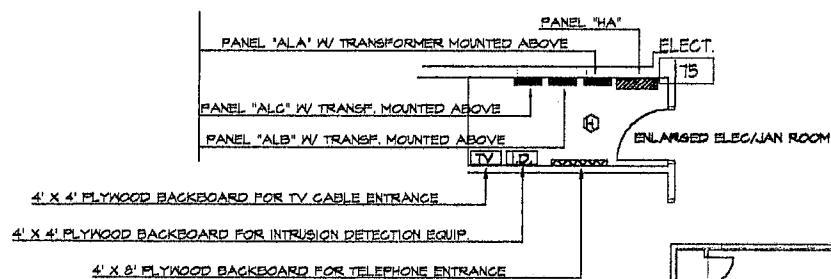 PANEL "HA"
PANEL "ALA" W/ TRANSFORMER MOUNTED ABOVE
ELECT.
75
PANEL "ALC" W/ TRANSF. MOUNTED ABOVE
H
PANEL "ALB" W/ TRANSF. MOUNTED ABOVE
ENLARGED ELEC/JAN ROOM
TV
I.D.
4' X 4' PLYWOOD BACKBOARD FOR TV CABLE ENTRANCE
4' X 4' PLYWOOD BACKBOARD FOR INTRUSION DETECTION EQUIP.
4' X 8' PLYWOOD BACKBOARD FOR TELEPHONE ENTRANCE